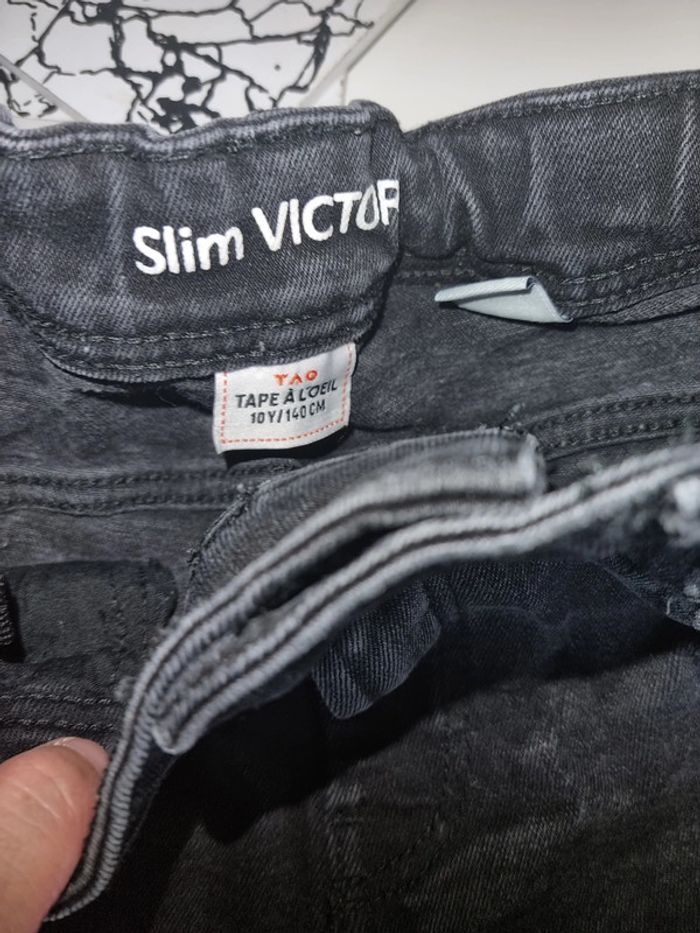 Slim VICTOR
TAO
TAPE À L'OEIL
10Y/140CM